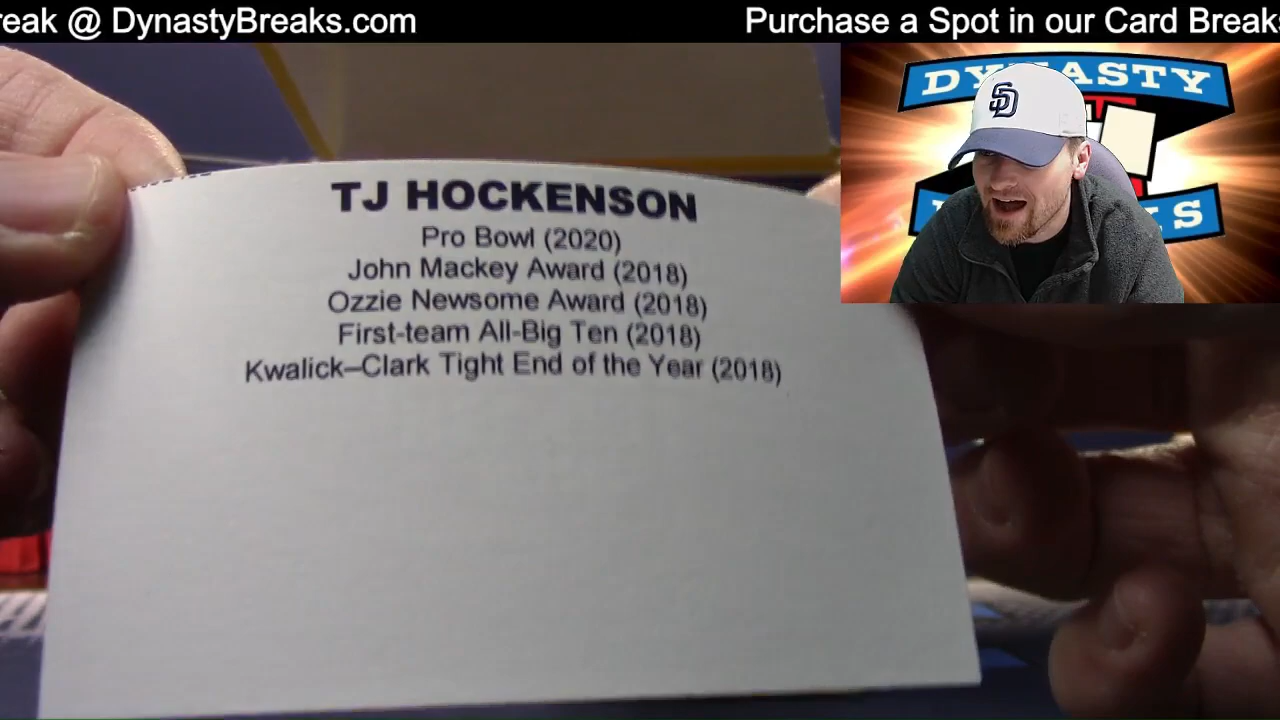 reak @ DynastyBreaks.com
Purchase a Spot in our Card Breaks
DYNASTY
S
SD
TJ HOCKENSON
Pro Bowl (2020)
John Mackey Award (2018)
Ozzie Newsome Award (2018)
First-team All-Big Ten (2018)
Kwalick–Clark Tight End of the Year (2018)